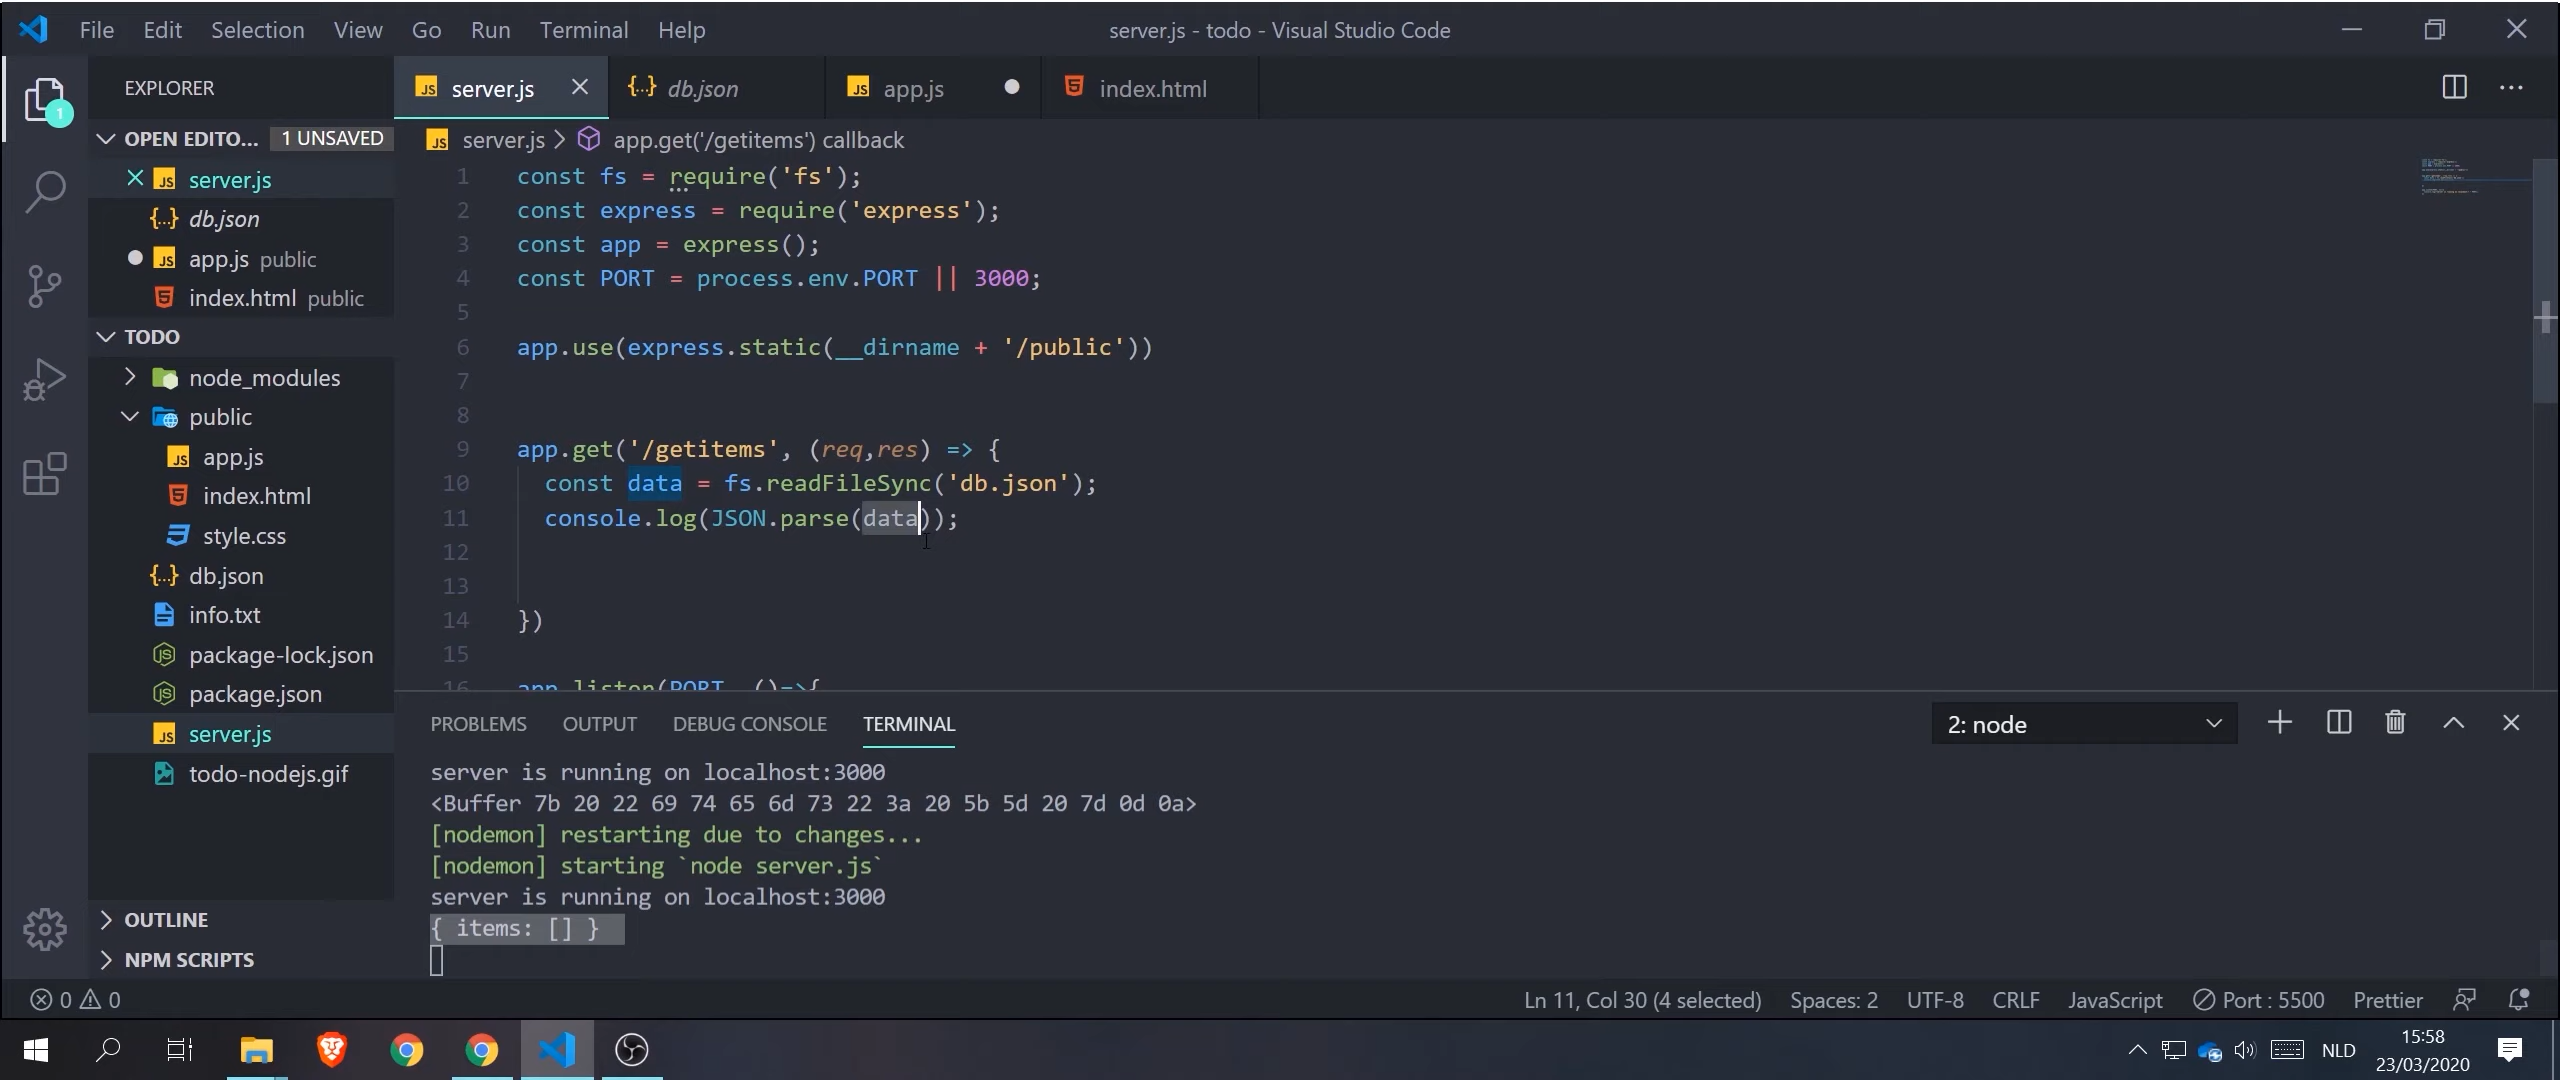 File Edit Selection View Go Run Terminal Help
server.js - todo - Visual Studio Code
EXPLORER
server.js
db.json
app.js
index.html
1
OPEN EDITO... 1 UNSAVED
server.js
db.json
app.js public
index.html public
TODO
node_modules
public
app.js
index.html
style.css
db.json
info.txt
package-lock.json
package.json
server.js
todo-nodejs.gif
OUTLINE
NPM SCRIPTS
server.js > app.get('/getitems') callback
1 const fs = require('fs');
2 const express = require('express');
3 const app = express();
4 const PORT = process.env.PORT || 3000;
5
6 app.use(express.static(__dirname + '/public'))
7
8
9 app.get('/getitems', (req,res) => {
10 const data = fs.readFileSync('db.json');
11 console.log(JSON.parse(data));
12
13
14 })
15
16 app.listen(PORT, ()=>{
PROBLEMS OUTPUT DEBUG CONSOLE TERMINAL
2: node
server is running on localhost:3000
<Buffer 7b 20 22 69 74 65 6d 73 22 3a 20 5b 5d 20 7d 0d 0a>
[nodemon] restarting due to changes...
[nodemon] starting `node server.js`
server is running on localhost:3000
{ items: [] }
0 0
Ln 11, Col 30 (4 selected) Spaces: 2 UTF-8 CRLF JavaScript Port : 5500 Prettier
NLD
15:58
23/03/2020